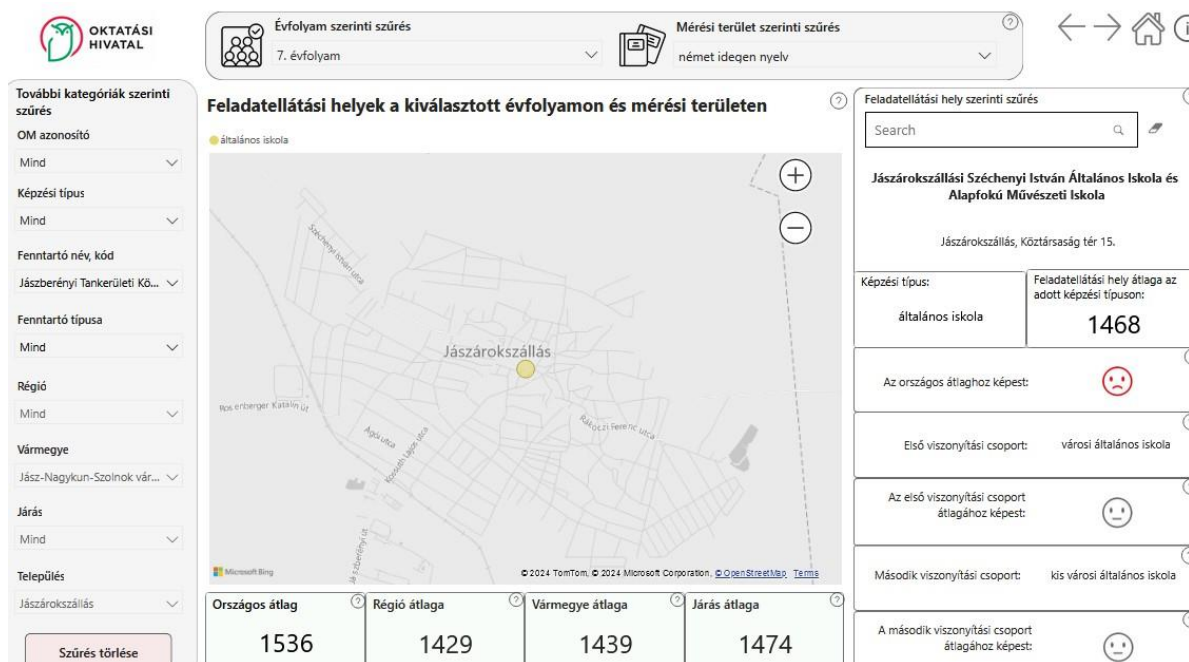 OKTATÁSI
HIVATAL
Évfolyam szerinti szűrés
7. évfolyam
Mérési terület szerinti szűrés
német idegen nyelv
További kategóriák szerinti
szűrés
OM azonosító
Mind
Képzési típus
Mind
Fenntartó név, kód
Jászberényi Tankerületi Kö...
Fenntartó típusa
Mind
Régió
Mind
Vármegye
Jász-Nagykun-Szolnok vár...
Járás
Mind
Település
Jászárokszállás
Szűrés törlése
Feladatellátási helyek a kiválasztott évfolyamon és mérési területen
általános iskola
Széchenyi István utca
Jászárokszállás
Rosenberger Katalin út
Ágói utca
Kossuth Lajos utca
Rákóczi Ferenc utca
Jászberényi út
Microsoft Bing
© 2024 TomTom, © 2024 Microsoft Corporation, © OpenStreetMap Terms
Országos átlag
1536
Régió átlaga
1429
Vármegye átlaga
1439
Járás átlaga
1474
Feladatellátási hely szerinti szűrés
Search
Jászárokszállási Széchenyi István Általános Iskola és
Alapfokú Művészeti Iskola
Jászárokszállás, Köztársaság tér 15.
Képzési típus:
általános iskola
Feladatellátási hely átlaga az
adott képzési típuson:
1468
Az országos átlaghoz képest:
Első viszonyítási csoport: városi általános iskola
Az első viszonyítási csoport
átlagához képest:
Második viszonyítási csoport: kis városi általános iskola
A második viszonyítási csoport
átlagához képest: